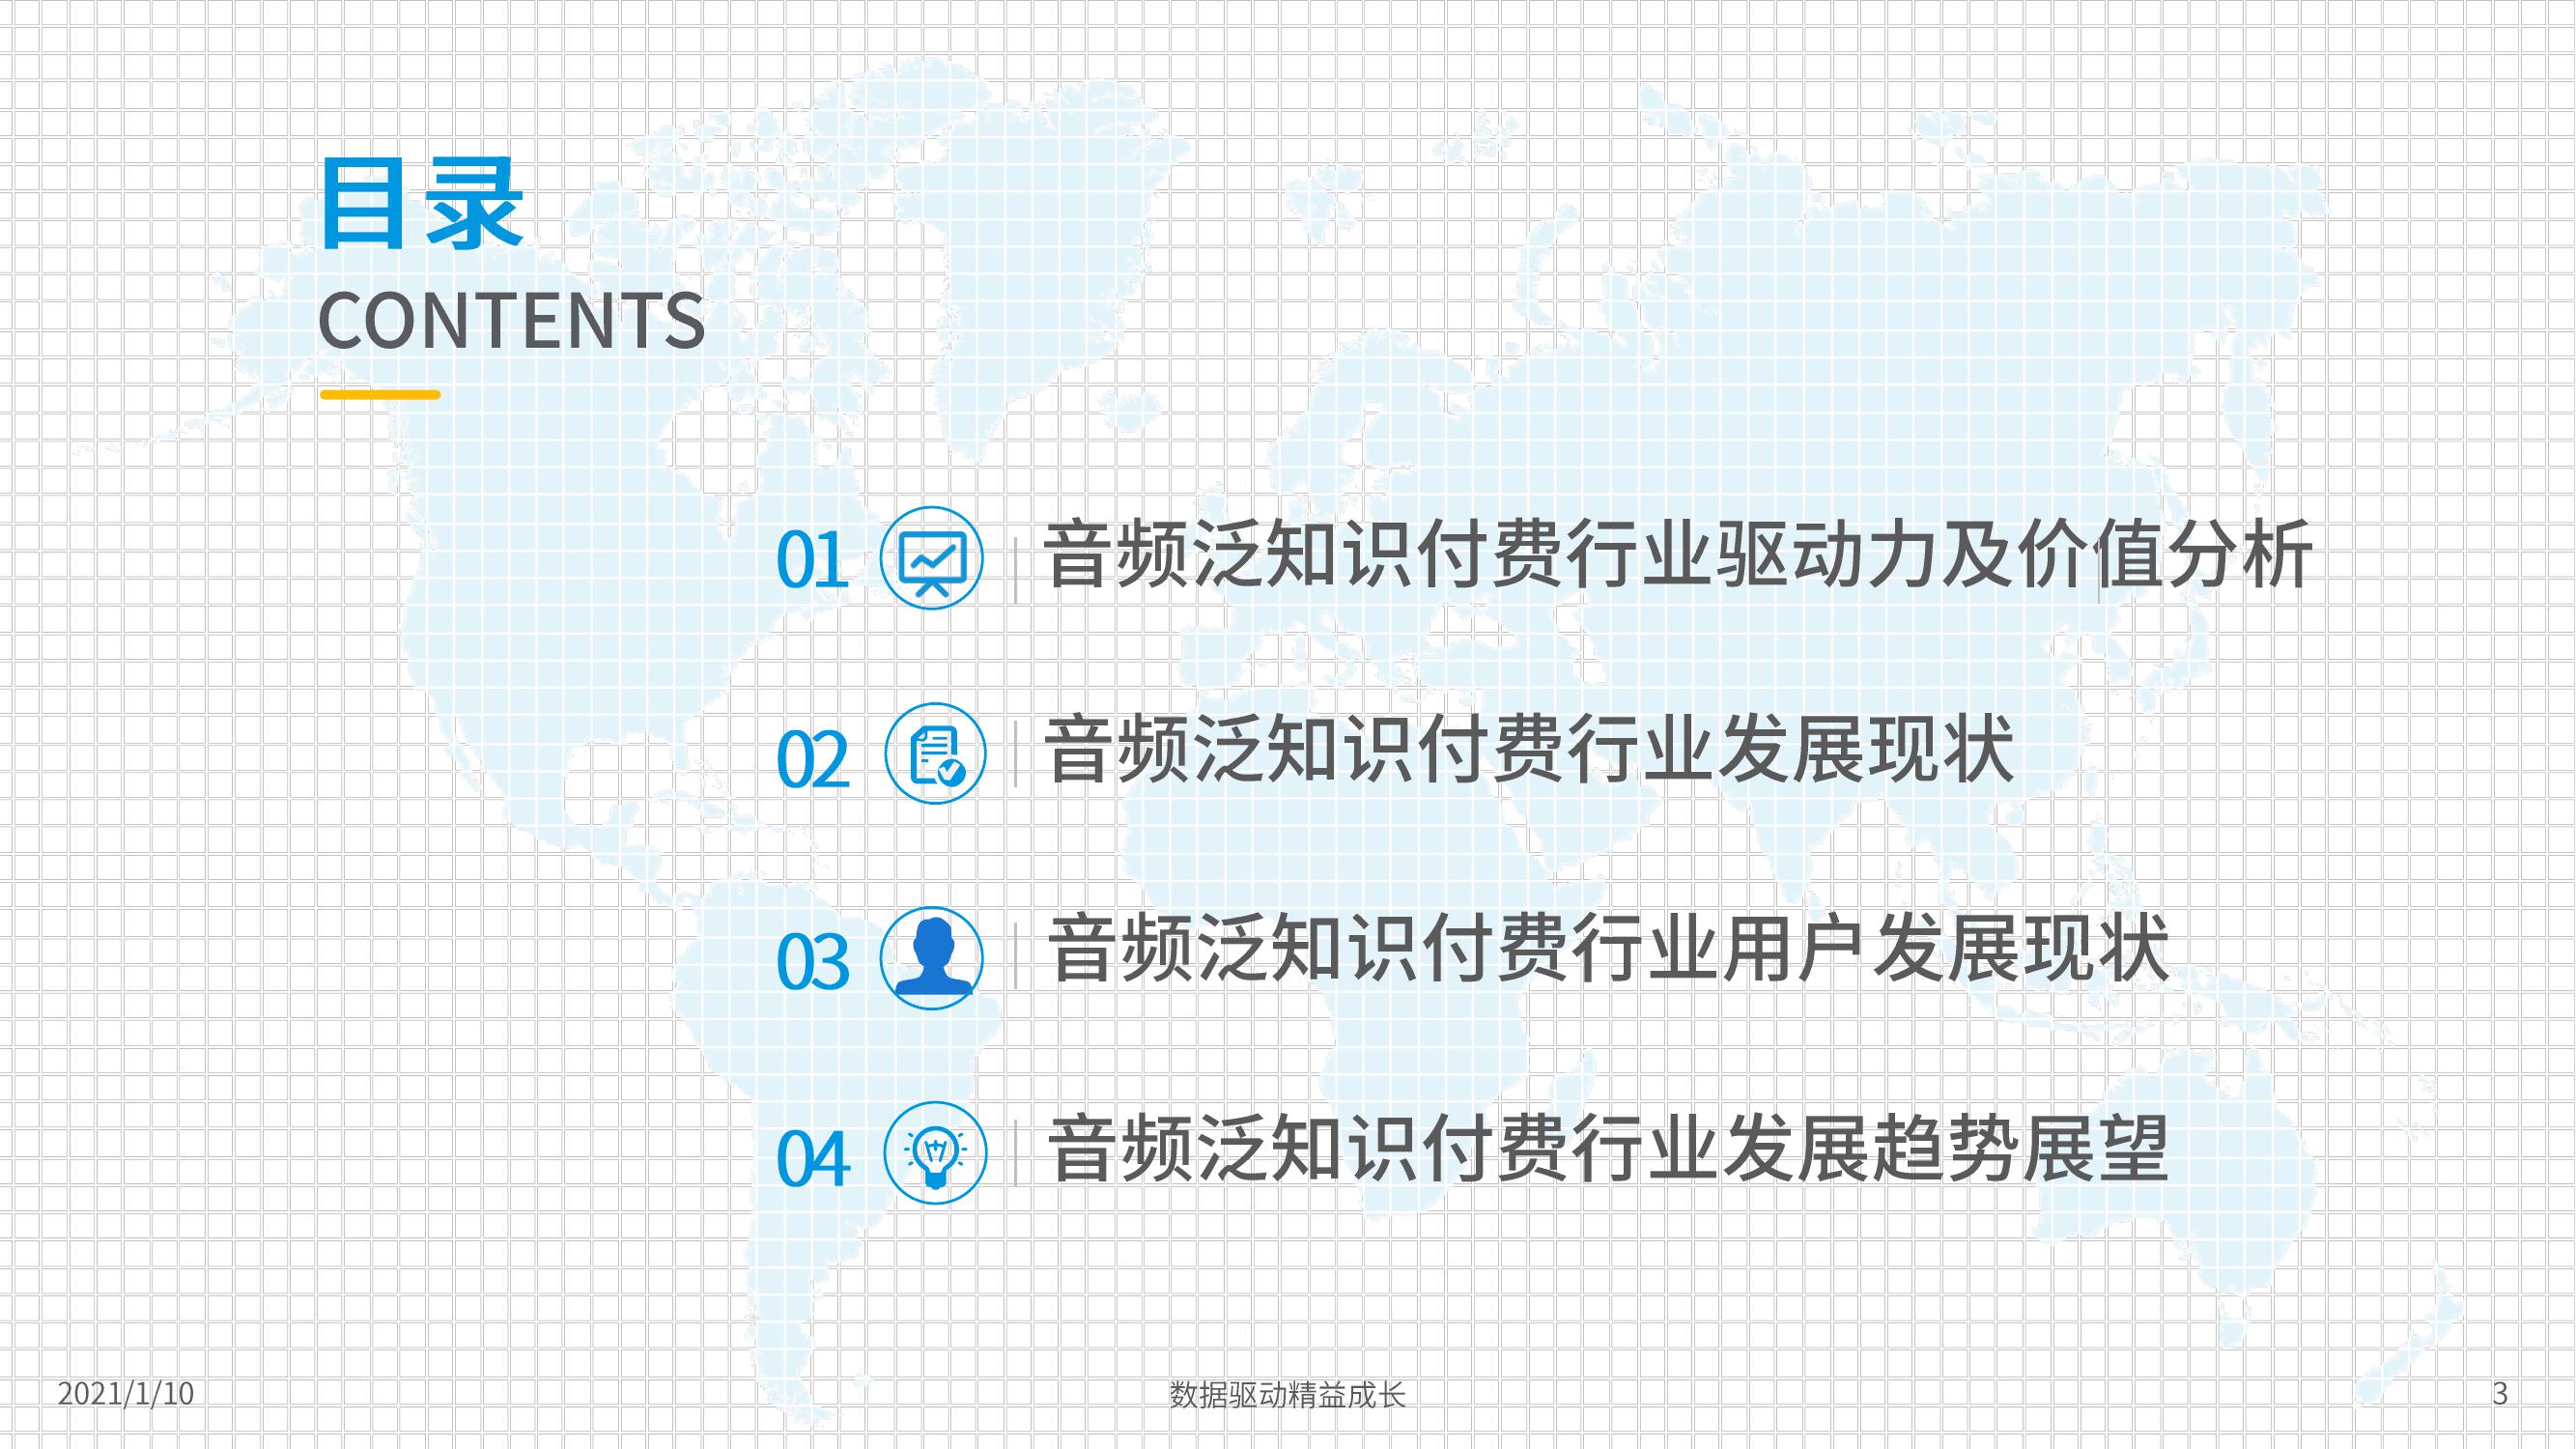 目录
CONTENTS
01 音频泛知识付费行业驱动力及价值分析
02 音频泛知识付费行业发展现状
03 音频泛知识付费行业用户发展现状
04 音频泛知识付费行业发展趋势展望
2021/1/10 数据驱动精益成长 3